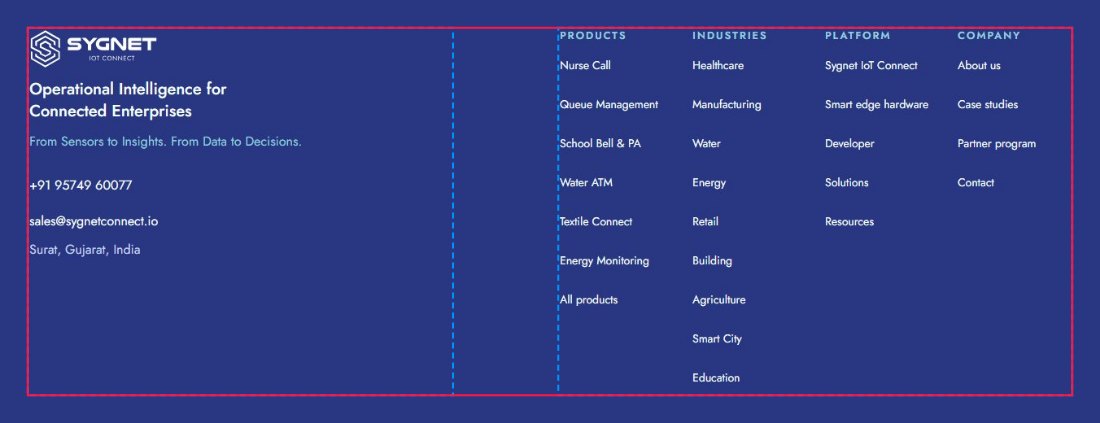 SYGNET
IOT CONNECT
Operational Intelligence for
Connected Enterprises
From Sensors to Insights. From Data to Decisions.
+91 95749 60077
sales@sygnetconnect.io
Surat, Gujarat, India
PRODUCTS
Nurse Call
Queue Management
School Bell & PA
Water ATM
Textile Connect
Energy Monitoring
All products
INDUSTRIES
Healthcare
Manufacturing
Water
Energy
Retail
Building
Agriculture
Smart City
Education
PLATFORM
Sygnet IoT Connect
Smart edge hardware
Developer
Solutions
Resources
COMPANY
About us
Case studies
Partner program
Contact